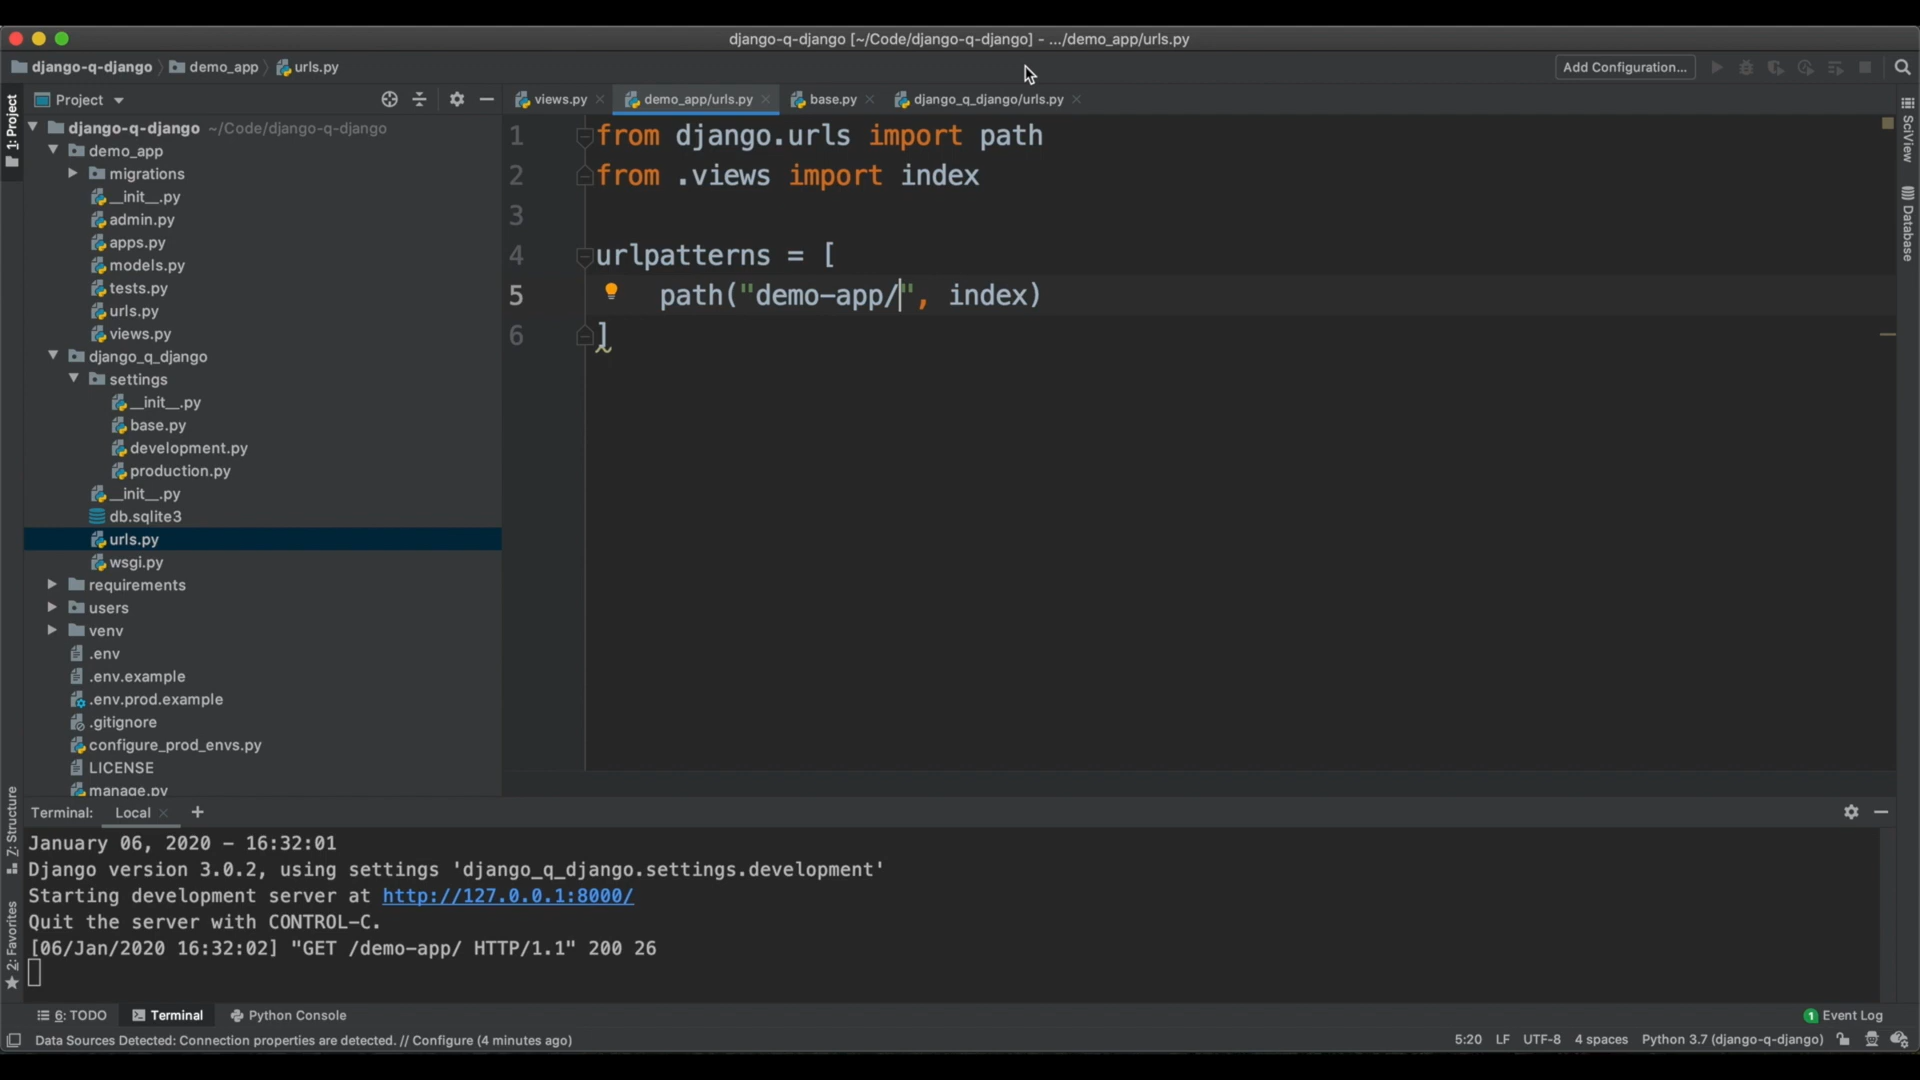 django-q-django [~/Code/django-q-django] - .../demo_app/urls.py
django-q-django demo_app urls.py
Add Configuration...
1: Project
Project
views.py demo_app/urls.py base.py django_q_django/urls.py
django-q-django ~/Code/django-q-django
demo_app
migrations
__init__.py
admin.py
apps.py
models.py
tests.py
urls.py
views.py
django_q_django
settings
__init__.py
base.py
development.py
production.py
__init__.py
db.sqlite3
urls.py
wsgi.py
requirements
users
venv
.env
.env.example
.env.prod.example
.gitignore
configure_prod_envs.py
LICENSE
manage.py
1 from django.urls import path
2 from .views import index
3
4 urlpatterns = [
5 path("demo-app/", index)
6 ]
SciView
Database
Z: Structure
2: Favorites
Terminal: Local +
January 06, 2020 - 16:32:01
Django version 3.0.2, using settings 'django_q_django.settings.development'
Starting development server at http://127.0.0.1:8000/
Quit the server with CONTROL-C.
[06/Jan/2020 16:32:02] "GET /demo-app/ HTTP/1.1" 200 26
6: TODO Terminal Python Console
1 Event Log
Data Sources Detected: Connection properties are detected. // Configure (4 minutes ago)
5:20 LF UTF-8 4 spaces Python 3.7 (django-q-django)